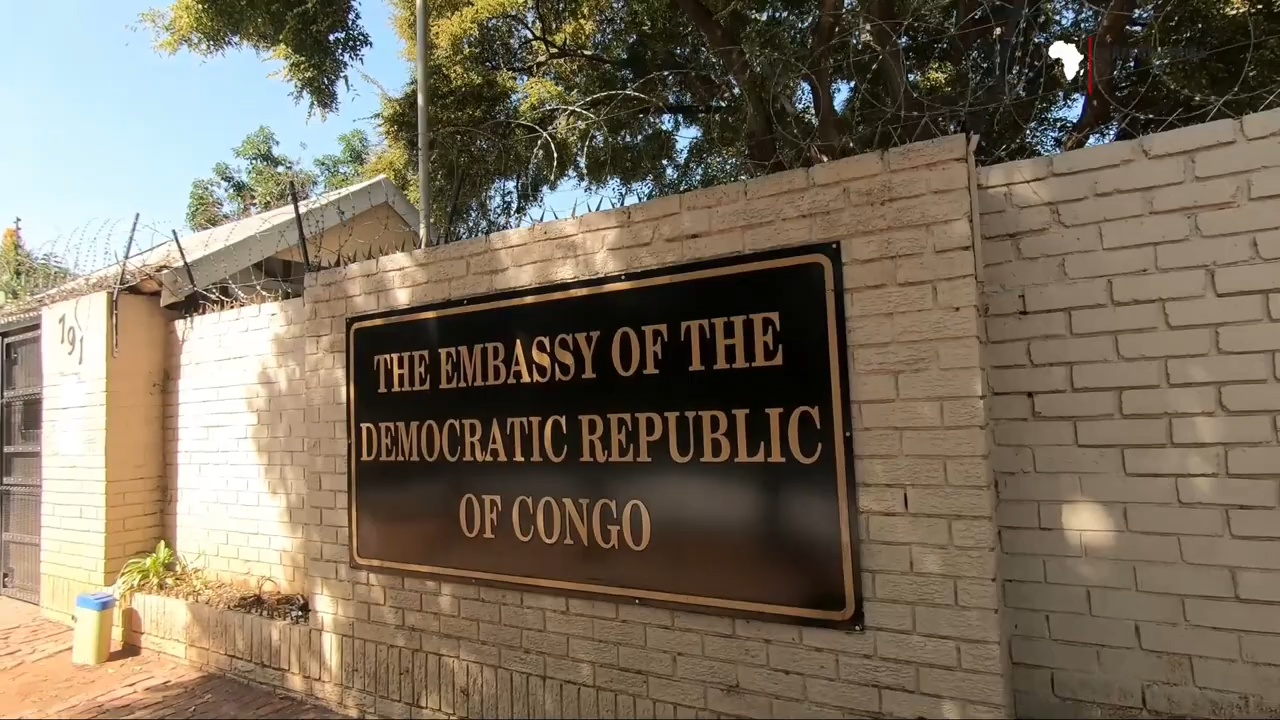 191
THE EMBASSY OF THE
DEMOCRATIC REPUBLIC
OF CONGO